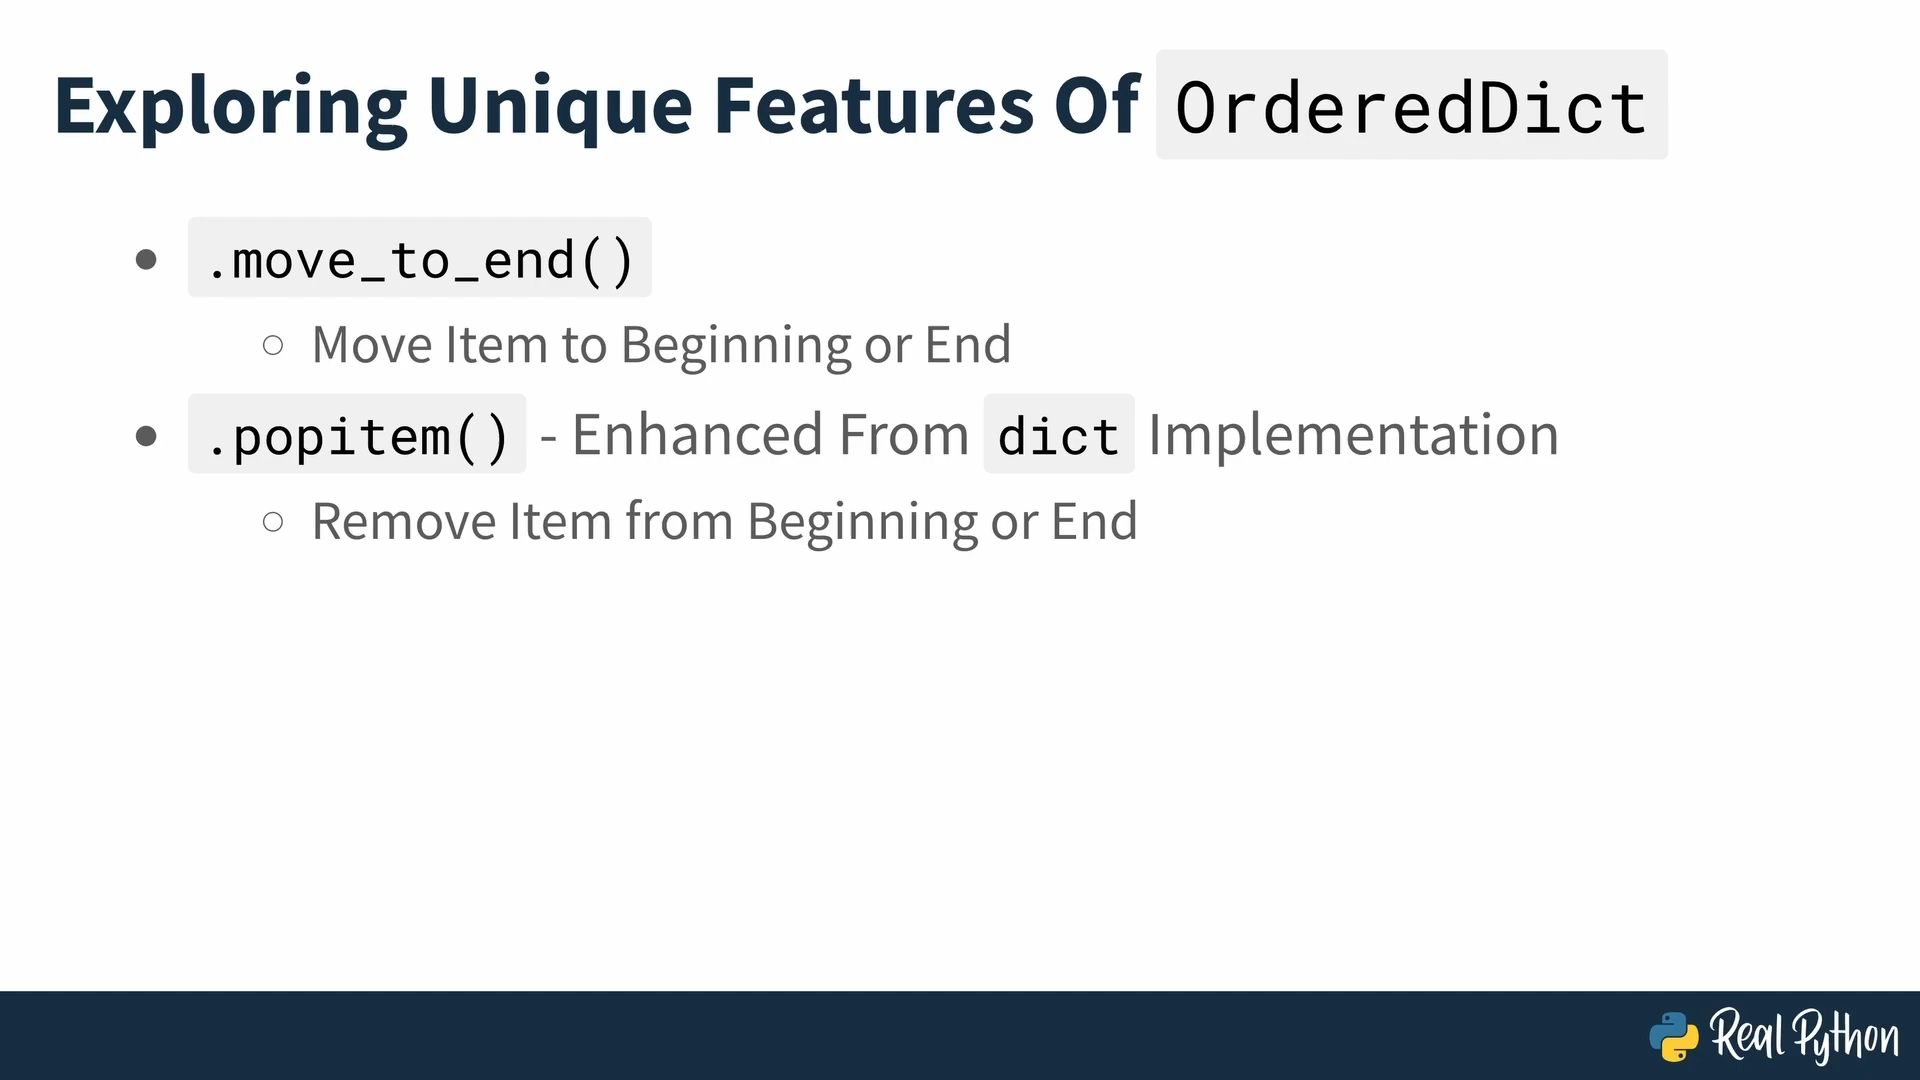 Exploring Unique Features Of OrderedDict
● .move_to_end()
○ Move Item to Beginning or End
● .popitem() - Enhanced From dict Implementation
○ Remove Item from Beginning or End
Real Python